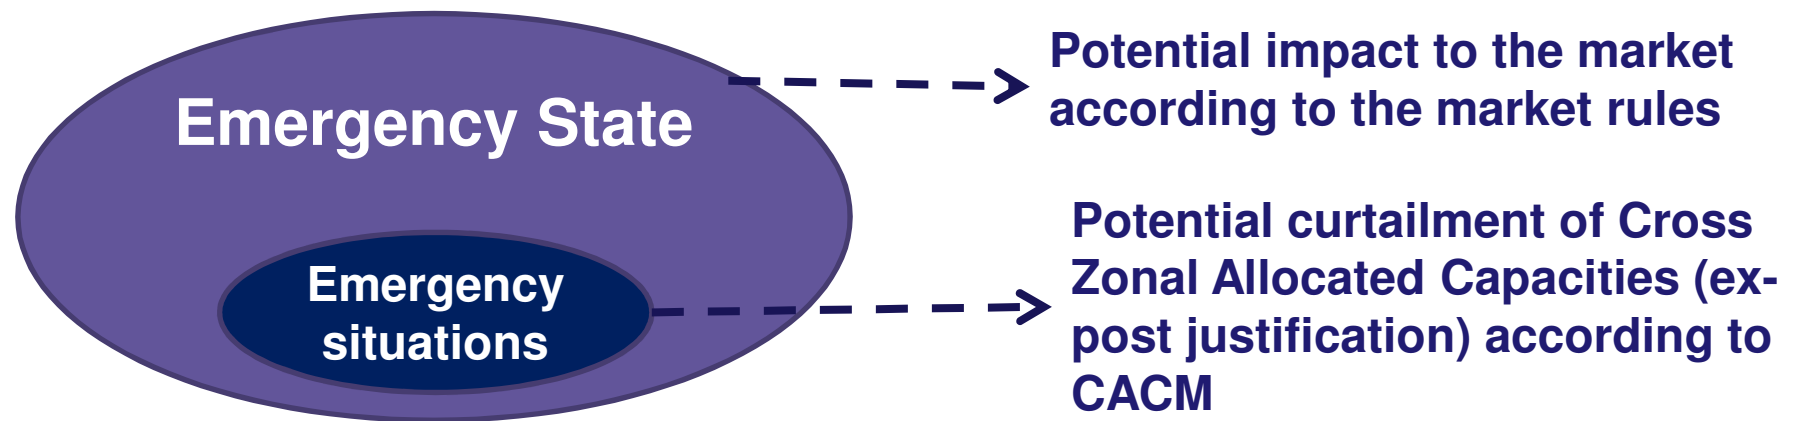 Emergency State
Potential impact to the market
according to the market rules
Emergency
situations
Potential curtailment of Cross
Zonal Allocated Capacities (ex-
post justification) according to
CACM